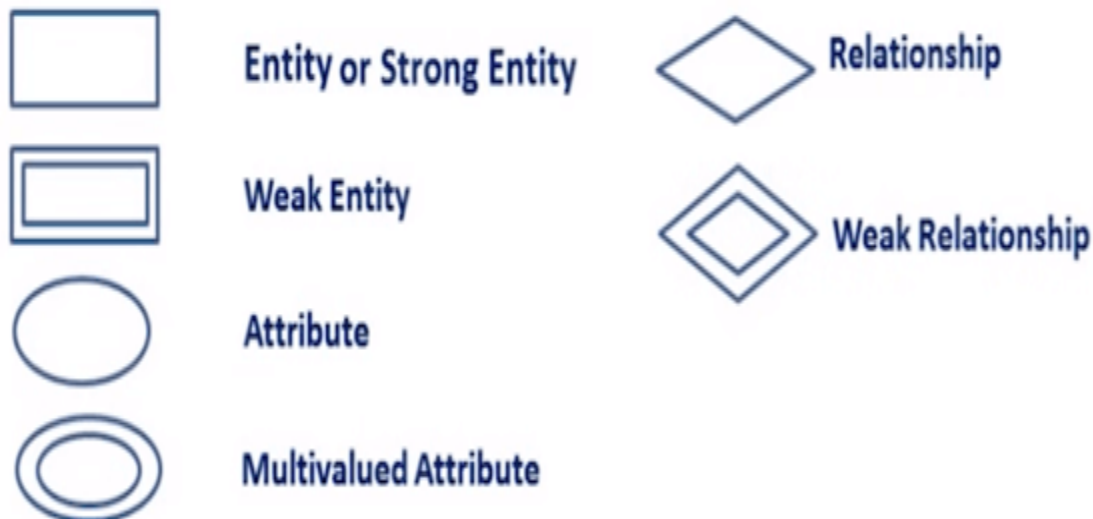 Entity or Strong Entity
Weak Entity
Attribute
Multivalued Attribute
Relationship
Weak Relationship